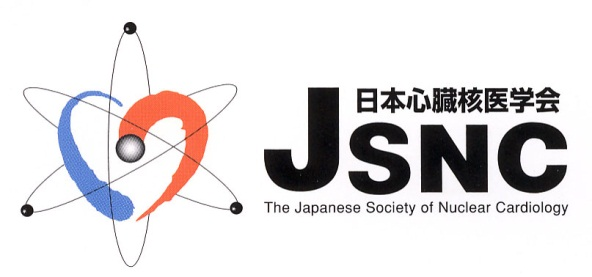 日本心臓核医学会
JSNC
The Japanese Society of Nuclear Cardiology